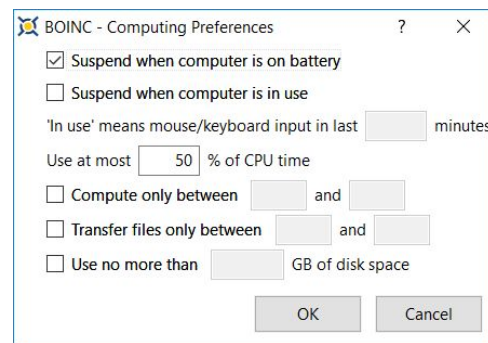 BOINC - Computing Preferences ? ×
Suspend when computer is on battery
Suspend when computer is in use
'In use' means mouse/keyboard input in last minutes
Use at most 50 % of CPU time
Compute only between and
Transfer files only between and
Use no more than GB of disk space
OK Cancel